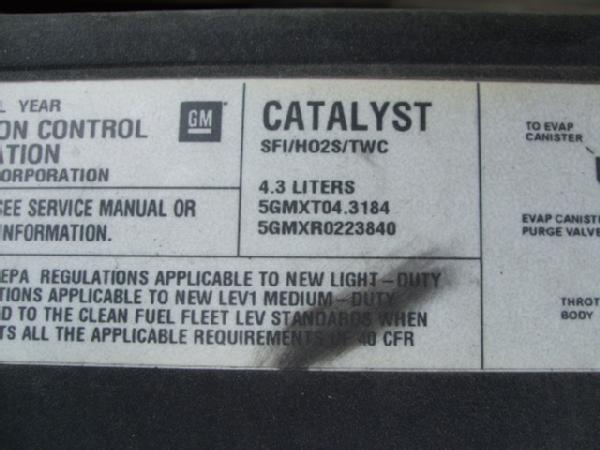 L YEAR
ON CONTROL
ATION
CORPORATION
SEE SERVICE MANUAL OR
INFORMATION.
GM
CATALYST
SFI/HO2S/TWC
4.3 LITERS
5GMXT04.3184
5GMXR0223840
EPA REGULATIONS APPLICABLE TO NEW LIGHT-DUTY
TIONS APPLICABLE TO NEW LEV1 MEDIUM-DUTY
D TO THE CLEAN FUEL FLEET LEV STANDARDS WHEN
TS ALL THE APPLICABLE REQUIREMENTS OF 40 CFR
TO EVAP
CANISTER
EVAP CANISTE
PURGE VALV
THROT
BODY